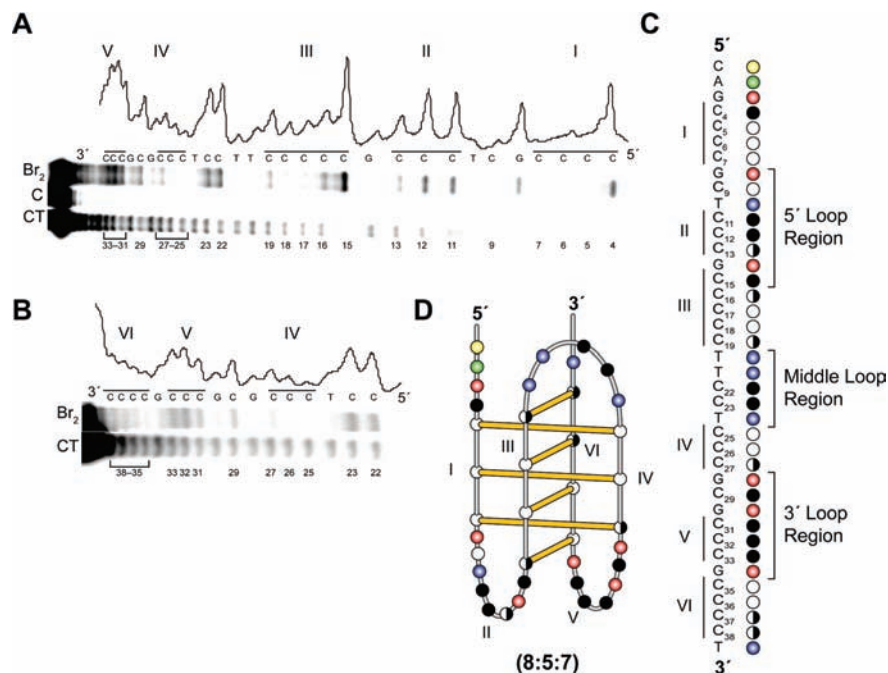 A
V IV III II I
3´ CCCGCGCCCTCCTTCCCCCGCCCTCGCCCC 5´
Br₂
C
CT
33–31 29 27–25 23 22 19 18 17 16 15 13 12 11 9 7 6 5 4
B
VI V IV
3´ CCCCGCCCGCGCCCTCC 5´
Br₂
CT
38–35 33 32 31 29 27 26 25 23 22
C
5´
C
A
G
C₄
C₅
C₆
C₇
G
C₉
T
C₁₁
C₁₂
C₁₃
G
C₁₅
C₁₆
C₁₇
C₁₈
C₁₉
T
T
C₂₂
C₂₃
T
C₂₅
C₂₆
C₂₇
G
C₂₉
G
C₃₁
C₃₂
C₃₃
G
C₃₅
C₃₆
C₃₇
C₃₈
T
3´
I
II
III
IV
V
VI
5´ Loop
Region
Middle Loop
Region
3´ Loop
Region
D
5´ 3´
I III VI IV
II V
(8:5:7)